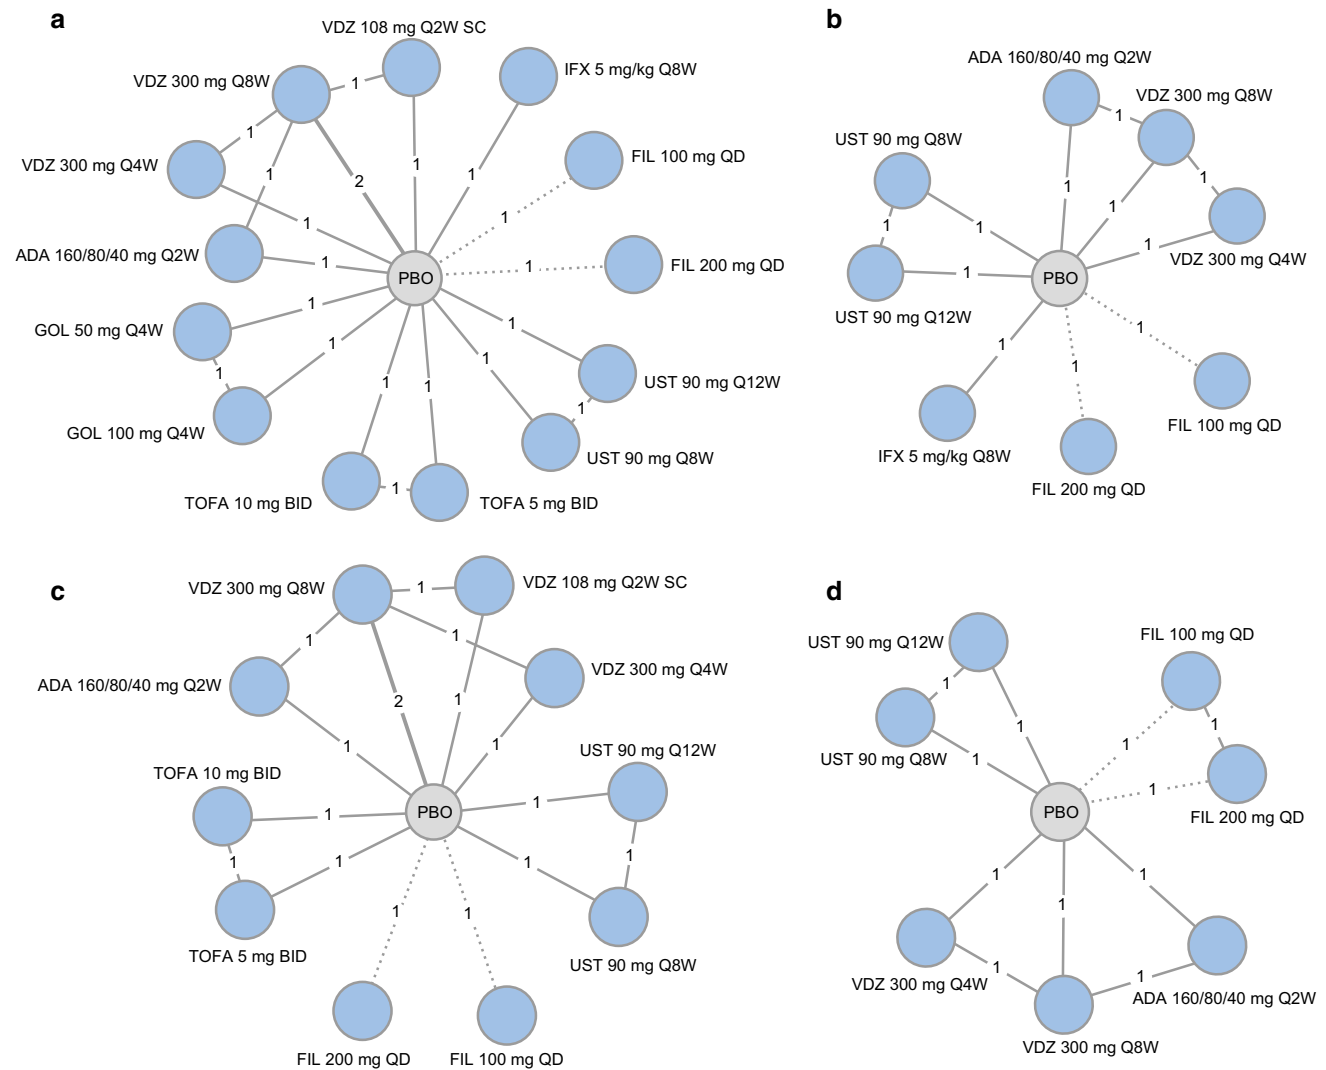 a
VDZ 108 mg Q2W SC
VDZ 300 mg Q8W
IFX 5 mg/kg Q8W
1
1
VDZ 300 mg Q4W
1
1
1
FIL 100 mg QD
2
1
1
ADA 160/80/40 mg Q2W
1
PBO
1
FIL 200 mg QD
GOL 50 mg Q4W
1
1
1
1
1
UST 90 mg Q12W
GOL 100 mg Q4W
1
1
1
UST 90 mg Q8W
TOFA 10 mg BID
1
TOFA 5 mg BID
b
ADA 160/80/40 mg Q2W
VDZ 300 mg Q8W
1
UST 90 mg Q8W
1
1
1
1
1
VDZ 300 mg Q4W
1
1
PBO
UST 90 mg Q12W
1
1
1
FIL 100 mg QD
IFX 5 mg/kg Q8W
FIL 200 mg QD
c
VDZ 300 mg Q8W
1
VDZ 108 mg Q2W SC
1
1
ADA 160/80/40 mg Q2W
VDZ 300 mg Q4W
2
1
1
1
UST 90 mg Q12W
TOFA 10 mg BID
1
PBO
1
1
1
1
1
TOFA 5 mg BID
UST 90 mg Q8W
1
1
FIL 200 mg QD
FIL 100 mg QD
d
UST 90 mg Q12W
FIL 100 mg QD
1
1
1
1
UST 90 mg Q8W
1
1
PBO
FIL 200 mg QD
1
1
1
VDZ 300 mg Q4W
1
1
ADA 160/80/40 mg Q2W
VDZ 300 mg Q8W